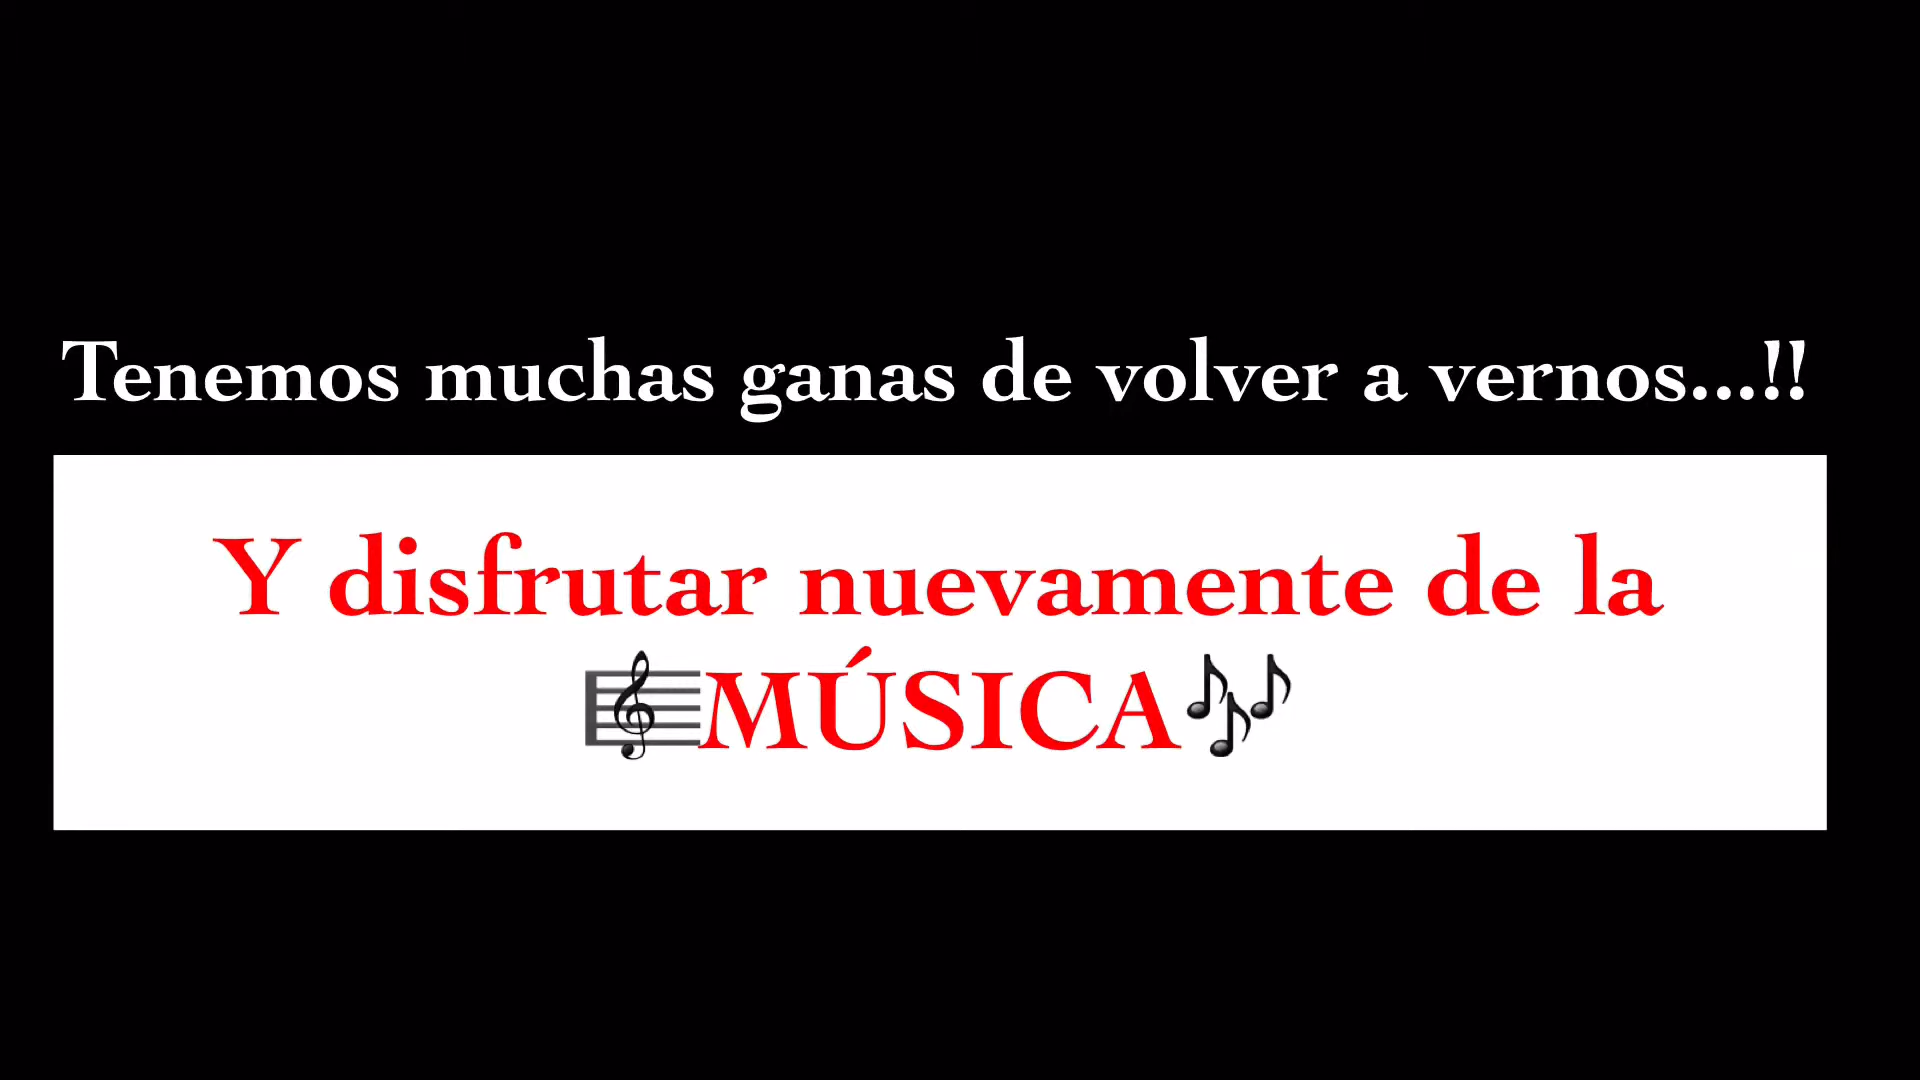 Tenemos muchas ganas de volver a vernos...!!
Y disfrutar nuevamente de la
🎼MÚSICA🎶